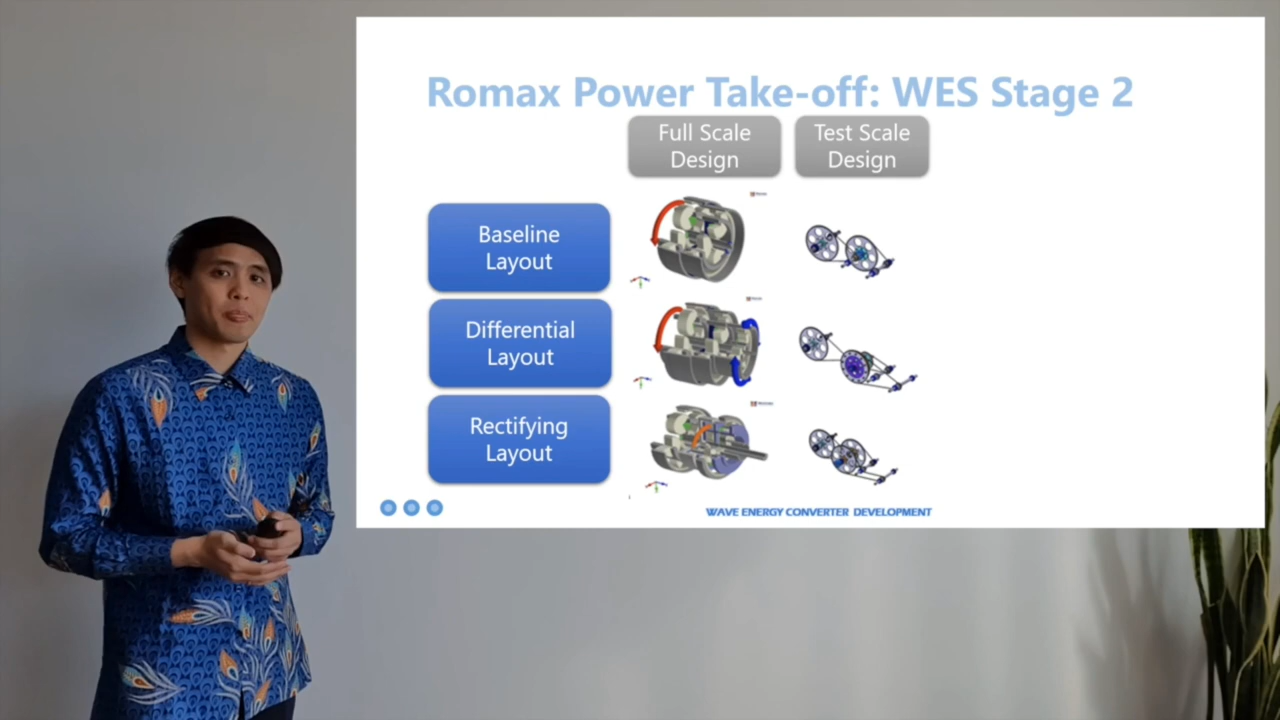 Romax Power Take-off: WES Stage 2
Full Scale
Design
Test Scale
Design
Baseline
Layout
Differential
Layout
Rectifying
Layout
WAVE ENERGY CONVERTER DEVELOPMENT